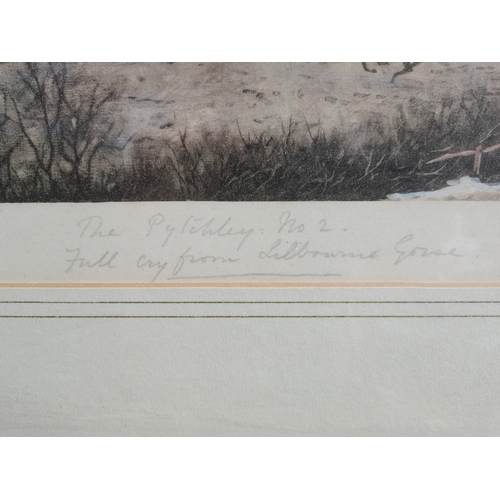 The Pytchley. No 2.
Full cry from Lilbourne Gorse.